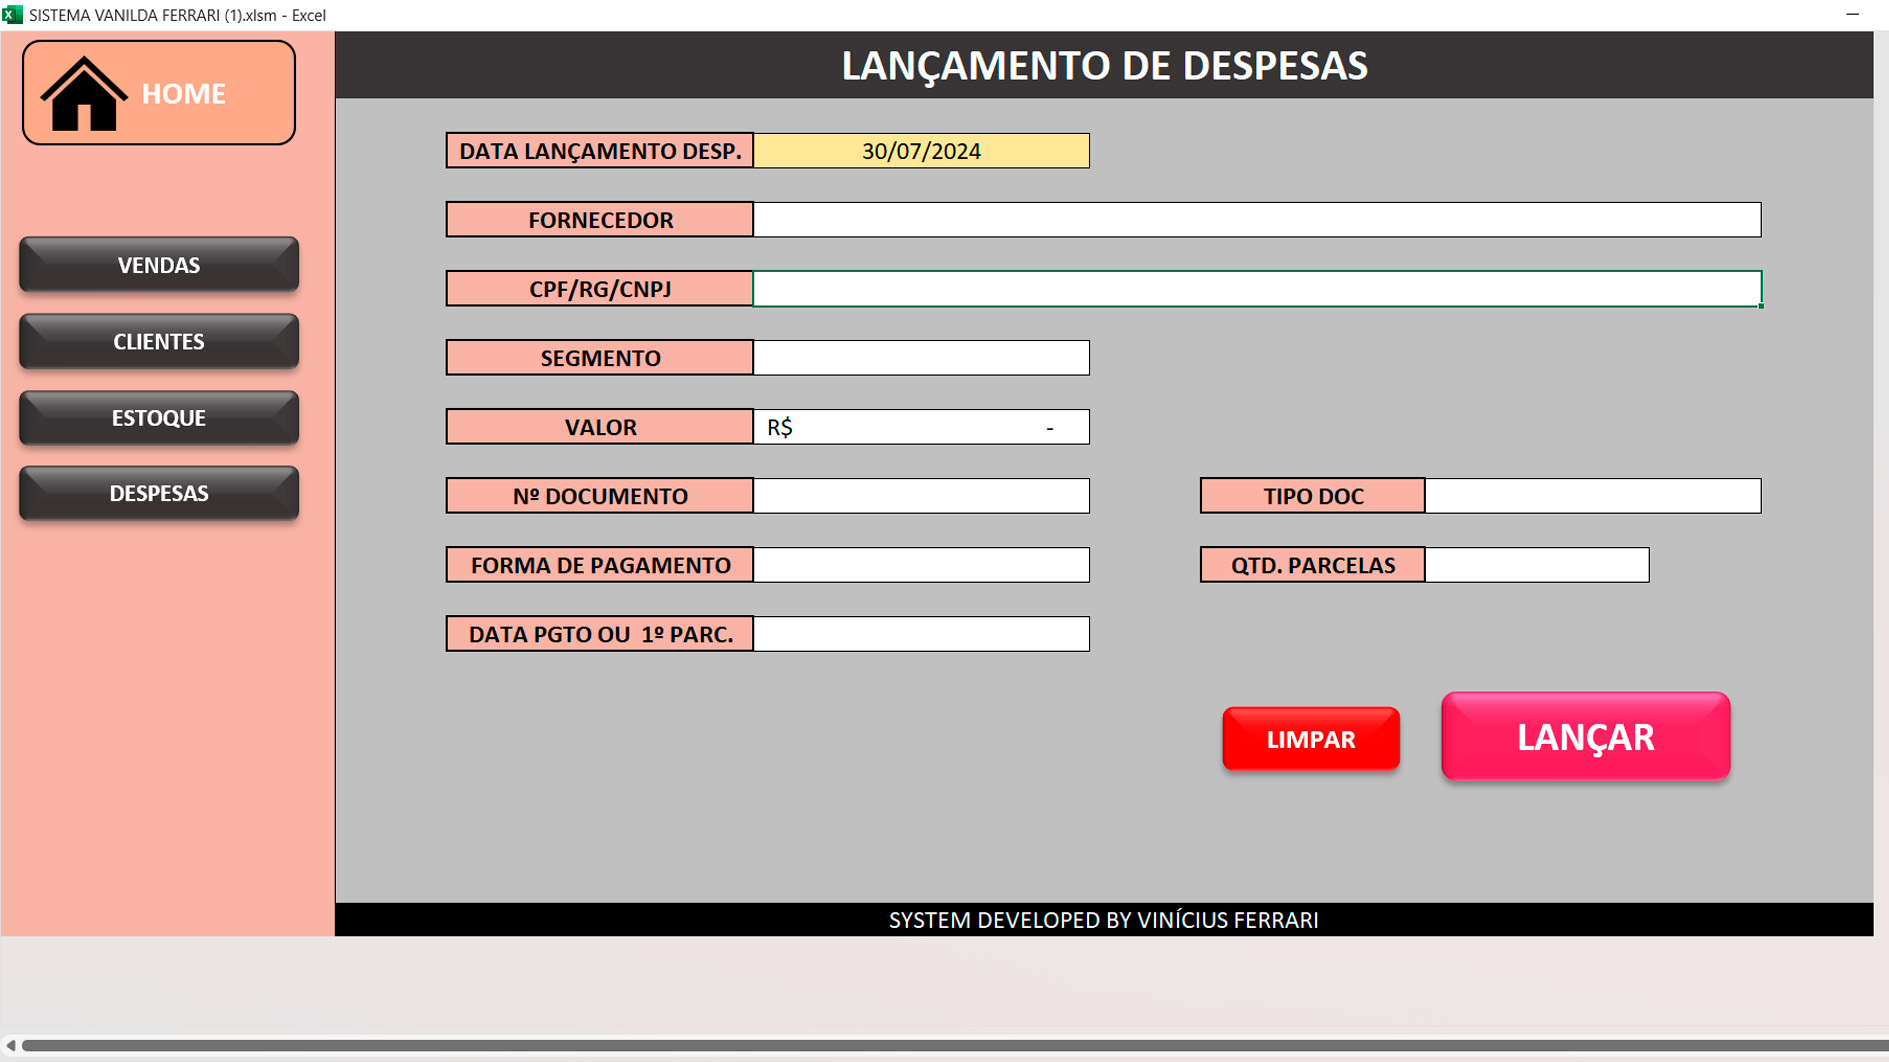 SISTEMA VANILDA FERRARI (1).xlsm - Excel
HOME
LANÇAMENTO DE DESPESAS
DATA LANÇAMENTO DESP. 30/07/2024
FORNECEDOR
VENDAS
CPF/RG/CNPJ
CLIENTES
SEGMENTO
ESTOQUE
VALOR R$ -
DESPESAS
Nº DOCUMENTO TIPO DOC
FORMA DE PAGAMENTO QTD. PARCELAS
DATA PGTO OU 1º PARC.
LIMPAR LANÇAR
SYSTEM DEVELOPED BY VINÍCIUS FERRARI